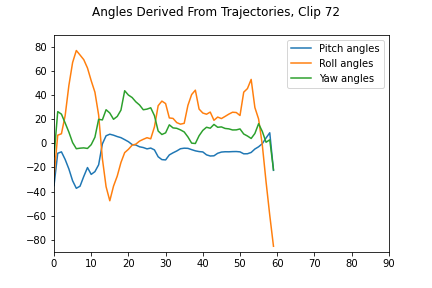 Angles Derived From Trajectories, Clip 72
80
60
40
20
0
−20
−40
−60
−80
Pitch angles
Roll angles
Yaw angles
0 10 20 30 40 50 60 70 80 90